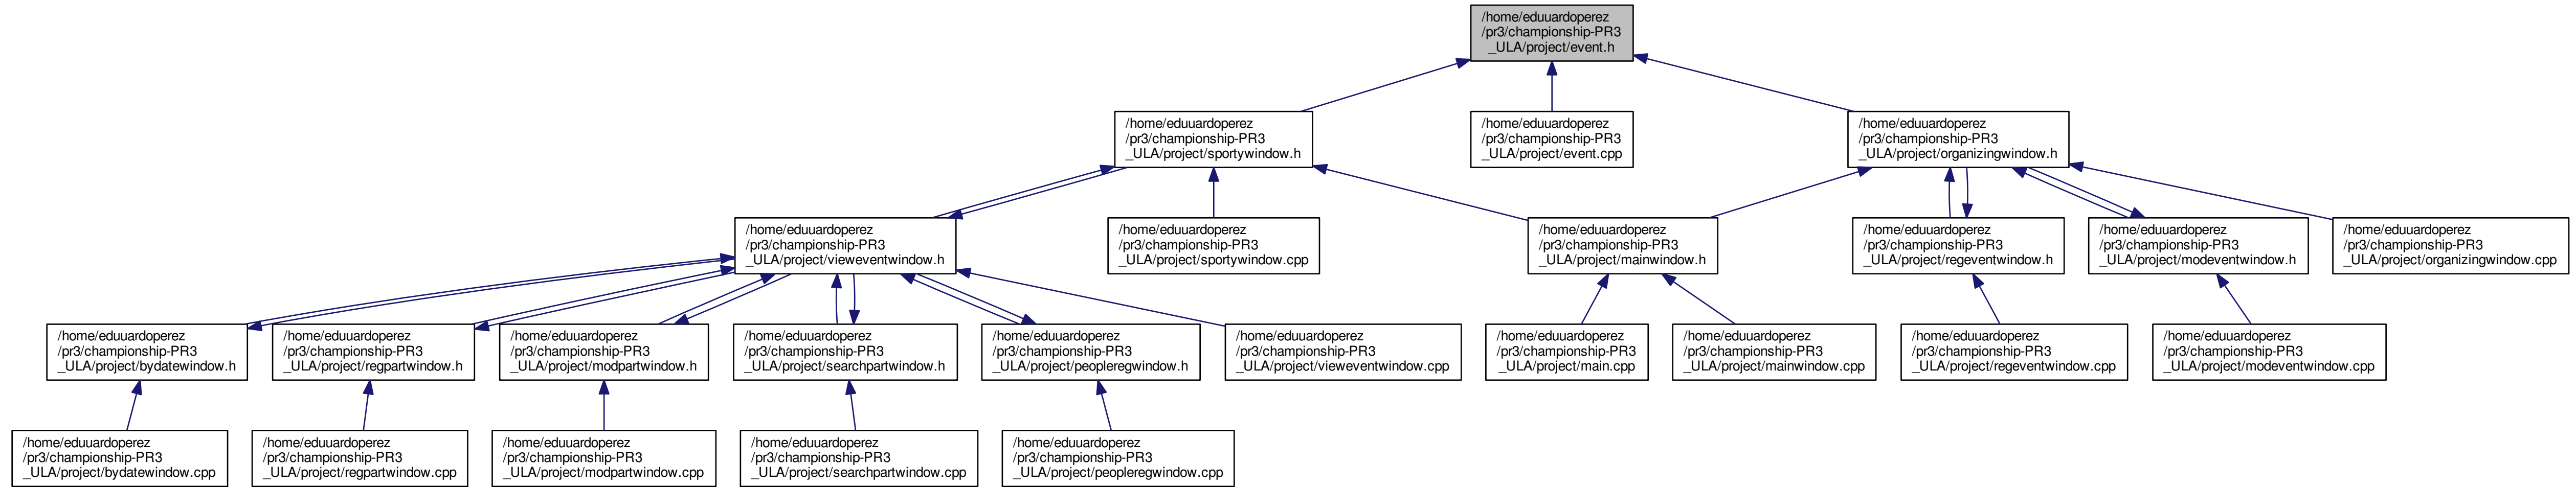 /home/eduuardoperez
/pr3/championship-PR3
_ULA/project/event.h
/home/eduuardoperez
/pr3/championship-PR3
_ULA/project/sportywindow.h
/home/eduuardoperez
/pr3/championship-PR3
_ULA/project/event.cpp
/home/eduuardoperez
/pr3/championship-PR3
_ULA/project/organizingwindow.h
/home/eduuardoperez
/pr3/championship-PR3
_ULA/project/vieweventwindow.h
/home/eduuardoperez
/pr3/championship-PR3
_ULA/project/sportywindow.cpp
/home/eduuardoperez
/pr3/championship-PR3
_ULA/project/mainwindow.h
/home/eduuardoperez
/pr3/championship-PR3
_ULA/project/regeventwindow.h
/home/eduuardoperez
/pr3/championship-PR3
_ULA/project/modeventwindow.h
/home/eduuardoperez
/pr3/championship-PR3
_ULA/project/organizingwindow.cpp
/home/eduuardoperez
/pr3/championship-PR3
_ULA/project/bydatewindow.h
/home/eduuardoperez
/pr3/championship-PR3
_ULA/project/regpartwindow.h
/home/eduuardoperez
/pr3/championship-PR3
_ULA/project/modpartwindow.h
/home/eduuardoperez
/pr3/championship-PR3
_ULA/project/searchpartwindow.h
/home/eduuardoperez
/pr3/championship-PR3
_ULA/project/peopleregwindow.h
/home/eduuardoperez
/pr3/championship-PR3
_ULA/project/vieweventwindow.cpp
/home/eduuardoperez
/pr3/championship-PR3
_ULA/project/main.cpp
/home/eduuardoperez
/pr3/championship-PR3
_ULA/project/mainwindow.cpp
/home/eduuardoperez
/pr3/championship-PR3
_ULA/project/regeventwindow.cpp
/home/eduuardoperez
/pr3/championship-PR3
_ULA/project/modeventwindow.cpp
/home/eduuardoperez
/pr3/championship-PR3
_ULA/project/bydatewindow.cpp
/home/eduuardoperez
/pr3/championship-PR3
_ULA/project/regpartwindow.cpp
/home/eduuardoperez
/pr3/championship-PR3
_ULA/project/modpartwindow.cpp
/home/eduuardoperez
/pr3/championship-PR3
_ULA/project/searchpartwindow.cpp
/home/eduuardoperez
/pr3/championship-PR3
_ULA/project/peopleregwindow.cpp